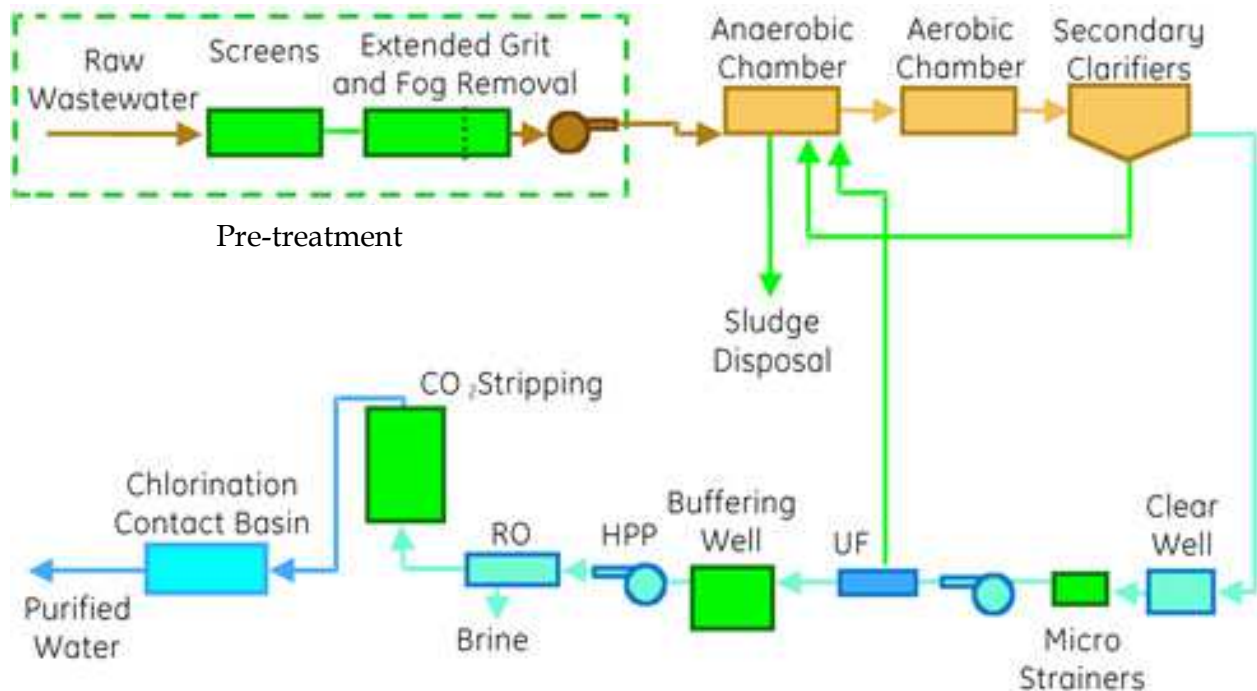 Raw
Wastewater
Screens
Extended Grit
and Fog Removal
Pre-treatment
Anaerobic
Chamber
Aerobic
Chamber
Secondary
Clarifiers
Sludge
Disposal
CO₂Stripping
Chlorination
Contact Basin
Purified
Water
RO
Brine
HPP
Buffering
Well
UF
Micro
Strainers
Clear
Well